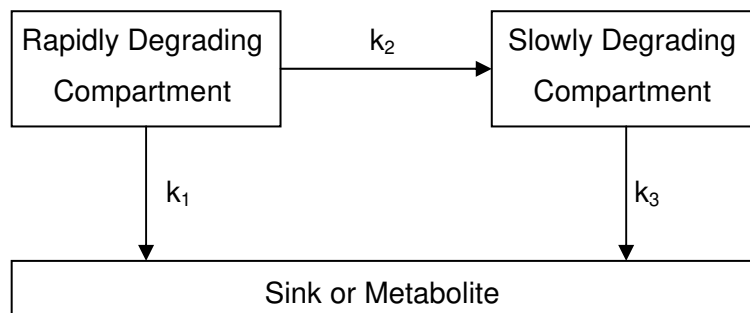 Rapidly Degrading
Compartment
k₂
Slowly Degrading
Compartment
k₁
k₃
Sink or Metabolite